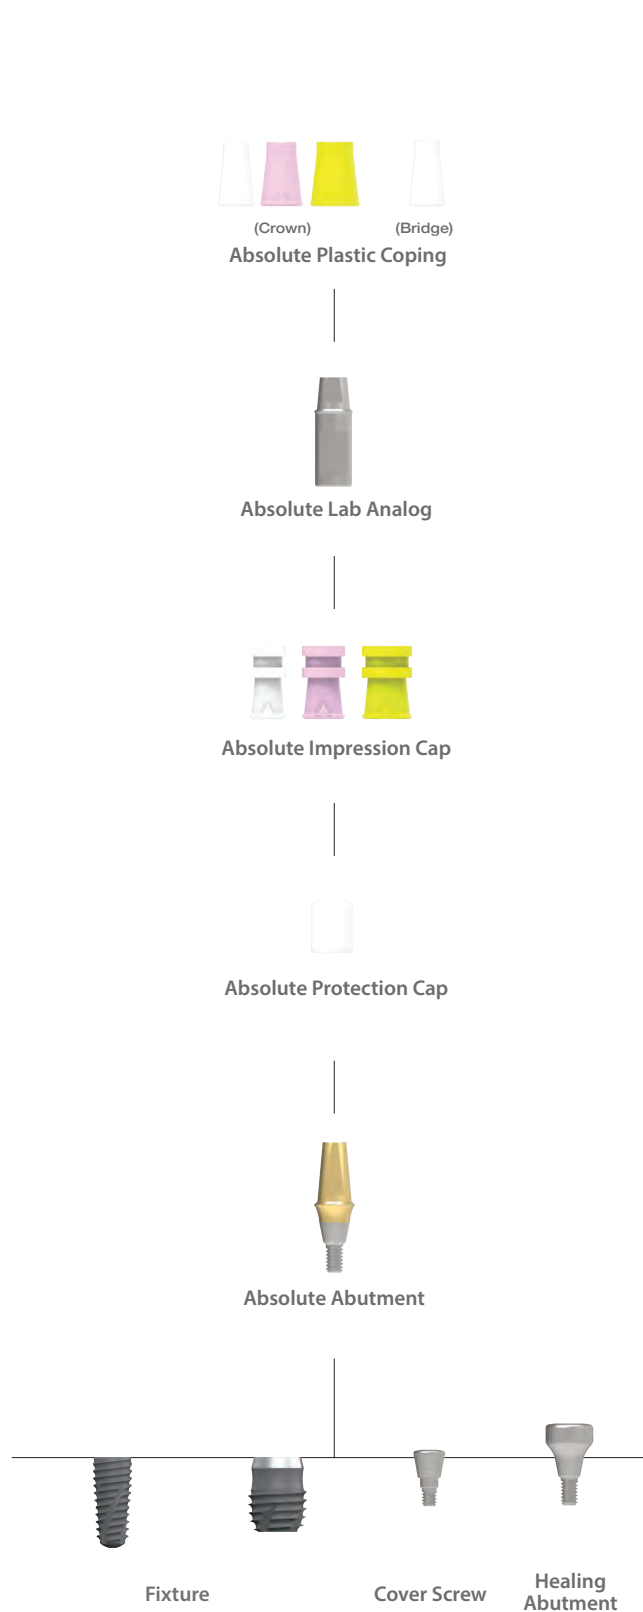 (Crown) (Bridge)
Absolute Plastic Coping
Absolute Lab Analog
Absolute Impression Cap
Absolute Protection Cap
Absolute Abutment
Fixture
Cover Screw
Healing
Abutment